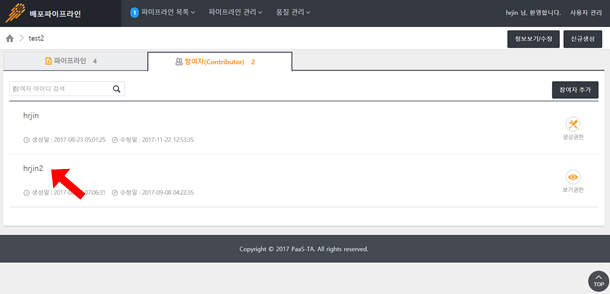 배포파이프라인 1 파이프라인 목록 파이프라인 관리 품질 관리 hrjin 님, 환영합니다. 사용자 관리
test2 정보보기/수정 신규생성
파이프라인 4 참여자(Contributor) 2
참여자 아이디 검색 참여자 추가
hrjin
생성일 : 2017-08-23 05:01:25 수정일 : 2017-11-22 12:53:35 생성권한
hrjin2
생성일 : 2017-0 07:06:31 수정일 : 2017-09-08 04:22:35 보기권한
Copyright © 2017 PaaS-TA. All rights reserved.
TOP